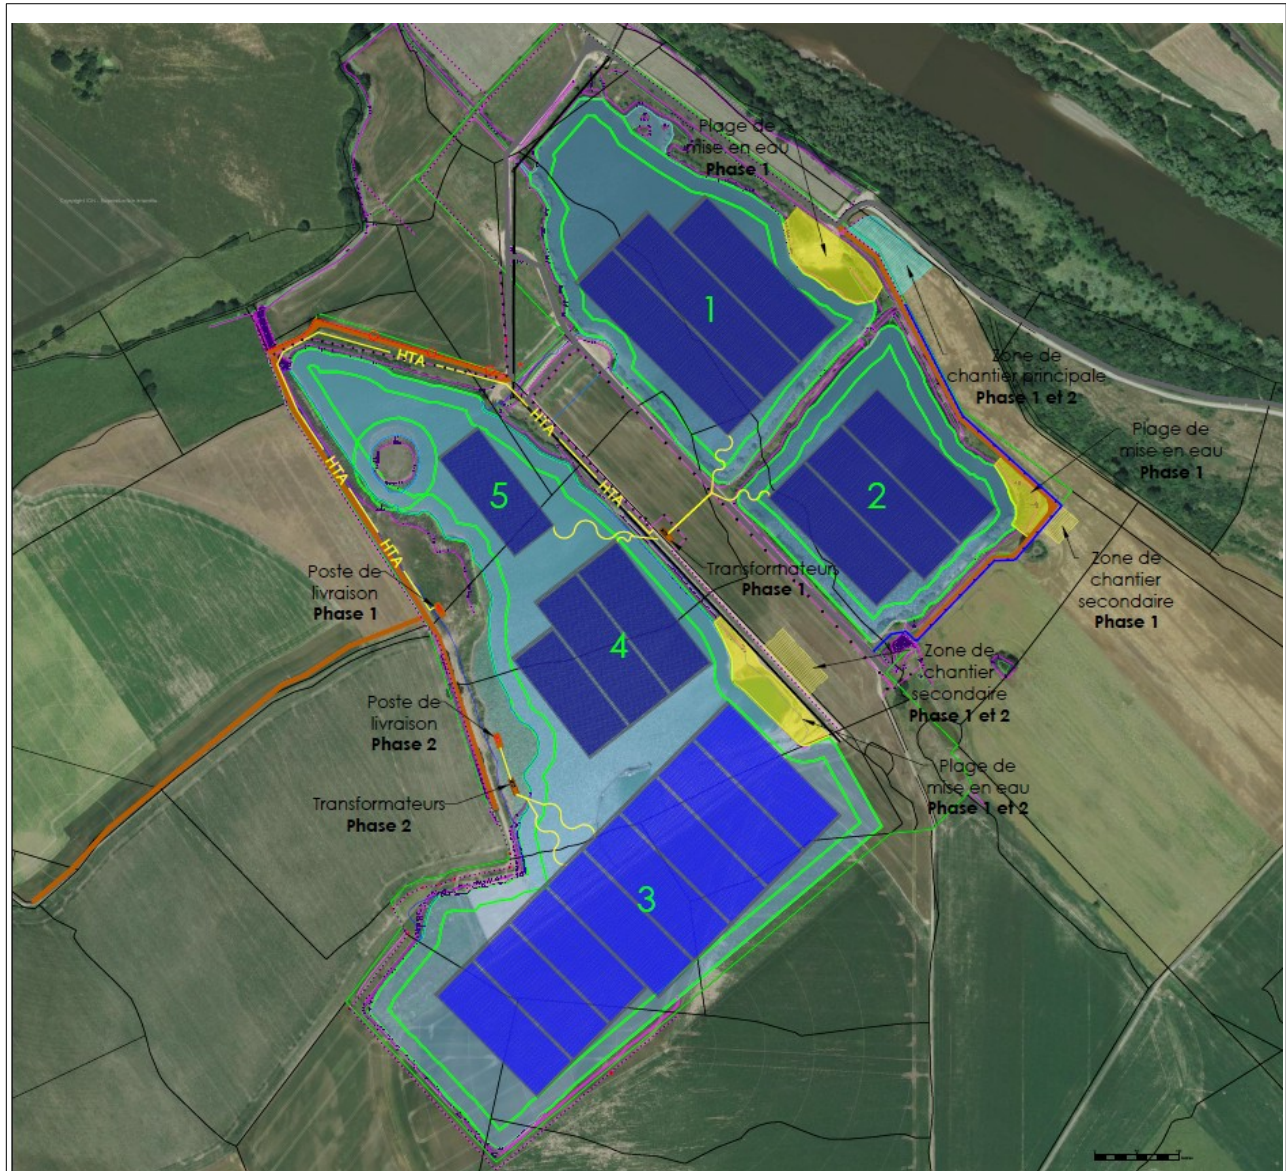 Plage de
mise en eau
Phase 1
1
Zone de
chantier principale
Phase 1 et 2
HTA
HTA
Plage de
mise en eau
Phase 1
HTA
HTA
5
2
HTA
Zone de
chantier
secondaire
Phase 1
Poste de
livraison
Phase 1
Transformateurs
Phase 1
4
Zone de
chantier
secondaire
Phase 1 et 2
Poste de
livraison
Phase 2
Plage de
mise en eau
Phase 1 et 2
Transformateurs
Phase 2
3